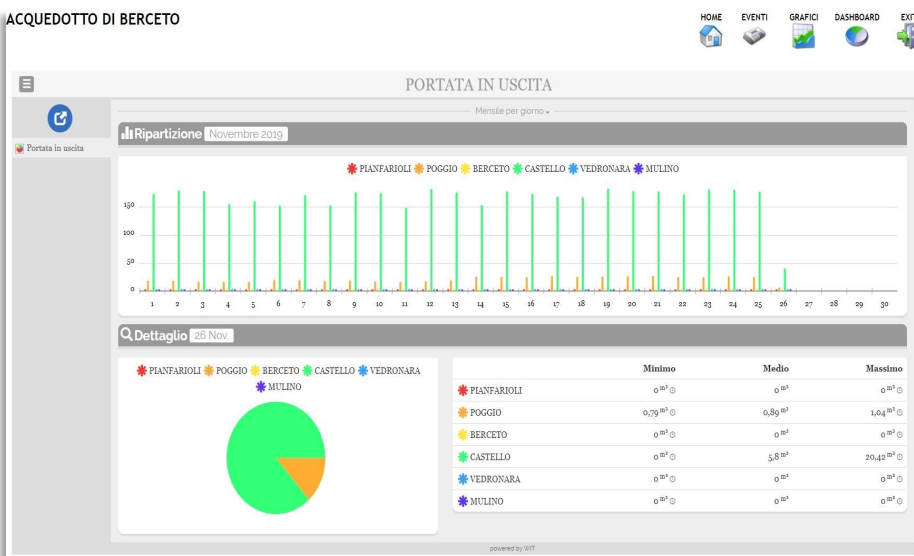 ACQUEDOTTO DI BERCETO
HOME EVENTI GRAFICI DASHBOARD EXIT
PORTATA IN USCITA
Mensile per giorno
Portata in uscita
Ripartizione Novembre 2019
PIANFARIOLI POGGIO BERCETO CASTELLO VEDRONARA MULINO
150
100
50
0
1 2 3 4 5 6 7 8 9 10 11 12 13 14 15 16 17 18 19 20 21 22 23 24 25 26 27 28 29 30
Dettaglio 26 Nov.
PIANFARIOLI POGGIO BERCETO CASTELLO VEDRONARA
MULINO
Minimo Medio Massimo
PIANFARIOLI 0 m³ 0 m³ 0 m³
POGGIO 0,79 m³ 0,89 m³ 1,04 m³
BERCETO 0 m³ 0 m³ 0 m³
CASTELLO 0 m³ 5,8 m³ 20,42 m³
VEDRONARA 0 m³ 0 m³ 0 m³
MULINO 0 m³ 0 m³ 0 m³
powered by WIT